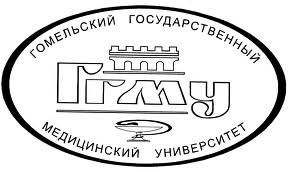 ГОМЕЛЬСКИЙ ГОСУДАРСТВЕННЫЙ
ГГМУ
МЕДИЦИНСКИЙ УНИВЕРСИТЕТ